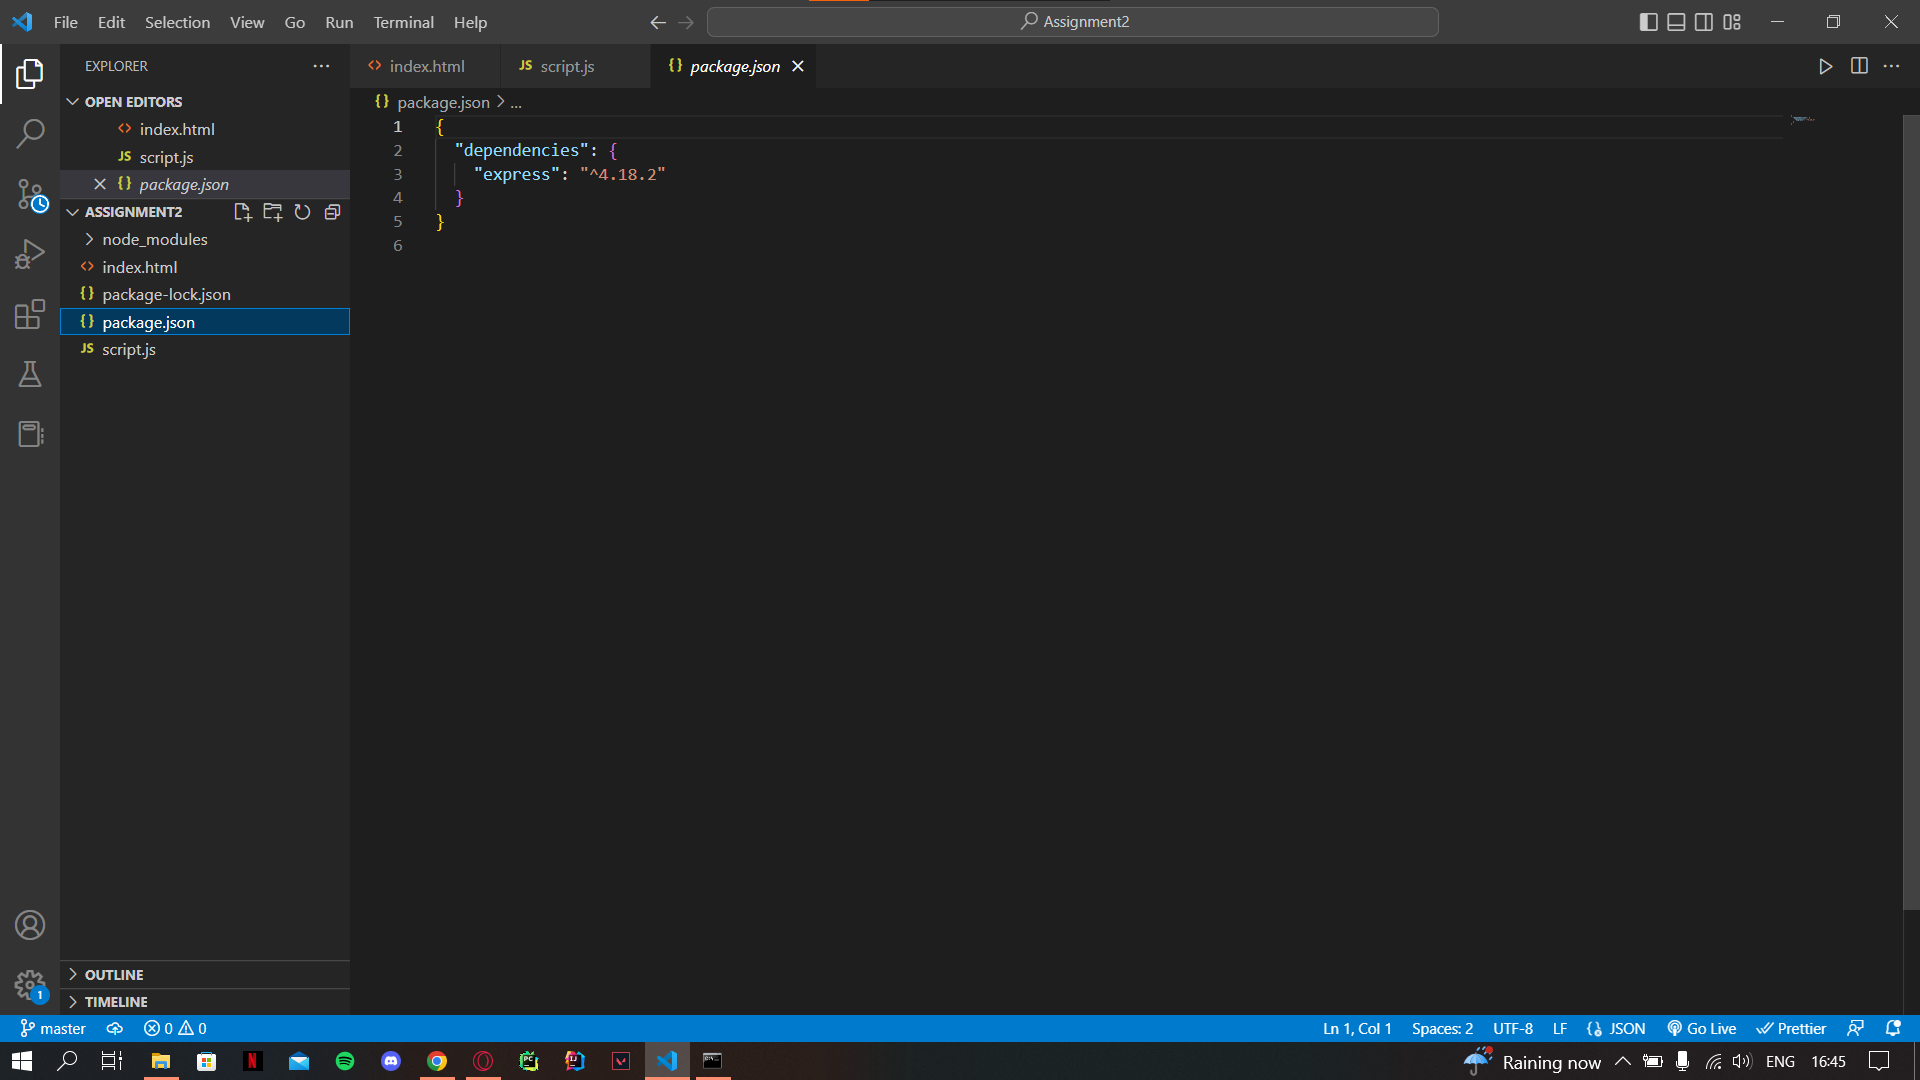 File Edit Selection View Go Run Terminal Help
Assignment2
EXPLORER
OPEN EDITORS
index.html
JS script.js
{} package.json
ASSIGNMENT2
node_modules
index.html
{} package-lock.json
{} package.json
JS script.js
OUTLINE
TIMELINE
index.html
JS script.js
{} package.json
{} package.json > ...
1 {
2 "dependencies": {
3 "express": "^4.18.2"
4 }
5 }
6
1
master 0 0
Ln 1, Col 1 Spaces: 2 UTF-8 LF {} JSON Go Live Prettier
Raining now ENG 16:45